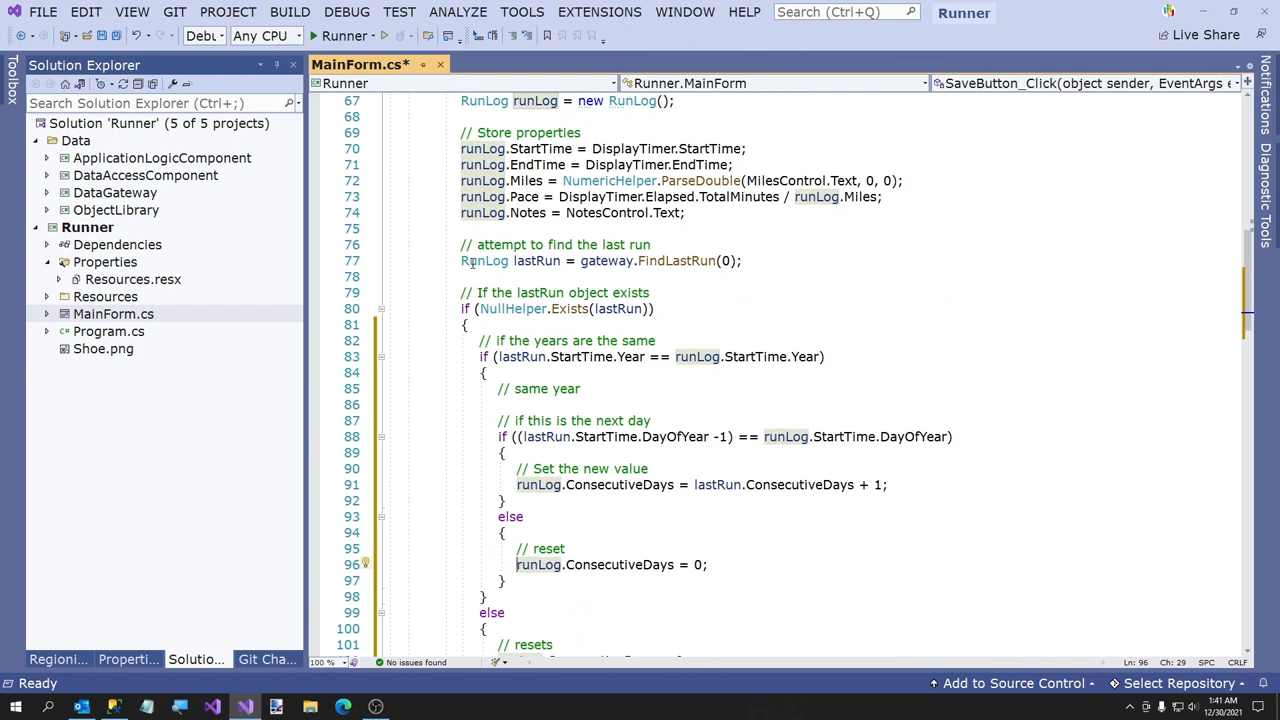 FILE EDIT VIEW GIT PROJECT BUILD DEBUG TEST ANALYZE TOOLS EXTENSIONS WINDOW HELP Search (Ctrl+Q) Runner
Debu Any CPU Runner Live Share
Toolbox
Solution Explorer
Search Solution Explorer (Ctrl+;)
Solution 'Runner' (5 of 5 projects)
Data
ApplicationLogicComponent
DataAccessComponent
DataGateway
ObjectLibrary
Runner
Dependencies
Properties
Resources.resx
Resources
MainForm.cs
Program.cs
Shoe.png
Regioni... Properti... Solutio... Git Cha...
MainForm.cs*
Runner Runner.MainForm SaveButton_Click(object sender, EventArgs e
67 RunLog runLog = new RunLog();
68
69 // Store properties
70 runLog.StartTime = DisplayTimer.StartTime;
71 runLog.EndTime = DisplayTimer.EndTime;
72 runLog.Miles = NumericHelper.ParseDouble(MilesControl.Text, 0, 0);
73 runLog.Pace = DisplayTimer.Elapsed.TotalMinutes / runLog.Miles;
74 runLog.Notes = NotesControl.Text;
75
76 // attempt to find the last run
77 RunLog lastRun = gateway.FindLastRun(0);
78
79 // If the lastRun object exists
80 if (NullHelper.Exists(lastRun))
81 {
82 // if the years are the same
83 if (lastRun.StartTime.Year == runLog.StartTime.Year)
84 {
85 // same year
86
87 // if this is the next day
88 if ((lastRun.StartTime.DayOfYear -1) == runLog.StartTime.DayOfYear)
89 {
90 // Set the new value
91 runLog.ConsecutiveDays = lastRun.ConsecutiveDays + 1;
92 }
93 else
94 {
95 // reset
96 runLog.ConsecutiveDays = 0;
97 }
98 }
99 else
100 {
101 // resets
100 % No issues found Ln: 96 Ch: 29 SPC CRLF
Notifications
Diagnostic Tools
Ready Add to Source Control Select Repository
1:41 AM
12/30/2021